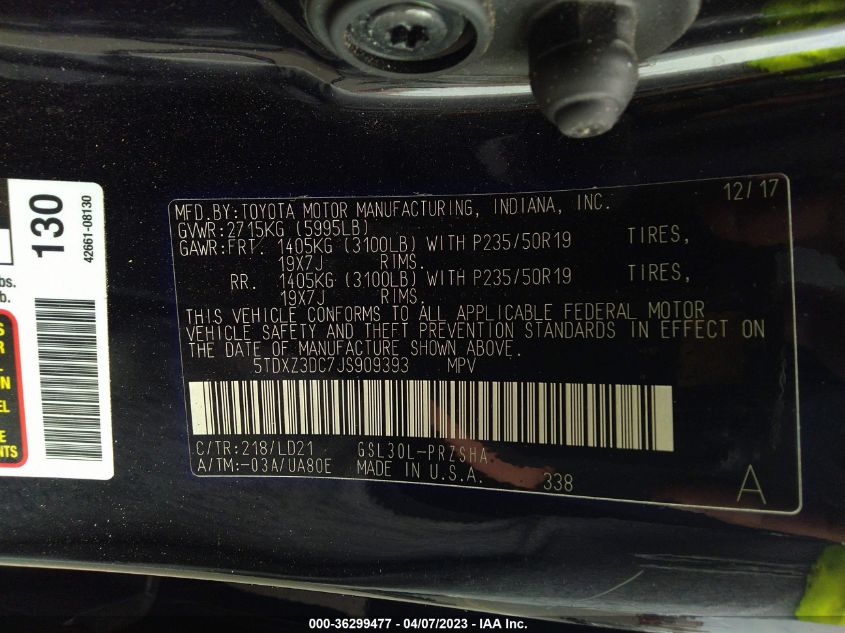 130
42661-08130
bs.
b.
S
R
N
EL
E
NTS
12/17
MFD.BY:TOYOTA MOTOR MANUFACTURING, INDIANA, INC.
GVWR:2715KG (5995LB)
GAWR:FRT. 1405KG (3100LB) WITH P235/50R19 TIRES,
19X7J RIMS.
RR. 1405KG (3100LB) WITH P235/50R19 TIRES,
19X7J RIMS.
THIS VEHICLE CONFORMS TO ALL APPLICABLE FEDERAL MOTOR
VEHICLE SAFETY AND THEFT PREVENTION STANDARDS IN EFFECT ON
THE DATE OF MANUFACTURE SHOWN ABOVE.
5TDXZ3DC7JS909393 MPV
C/TR:218/LD21 GSL30L-PRZSHA
A/TM:-03A/UA80E MADE IN U.S.A. 338 A
000-36299477 - 04/07/2023 - IAA Inc.